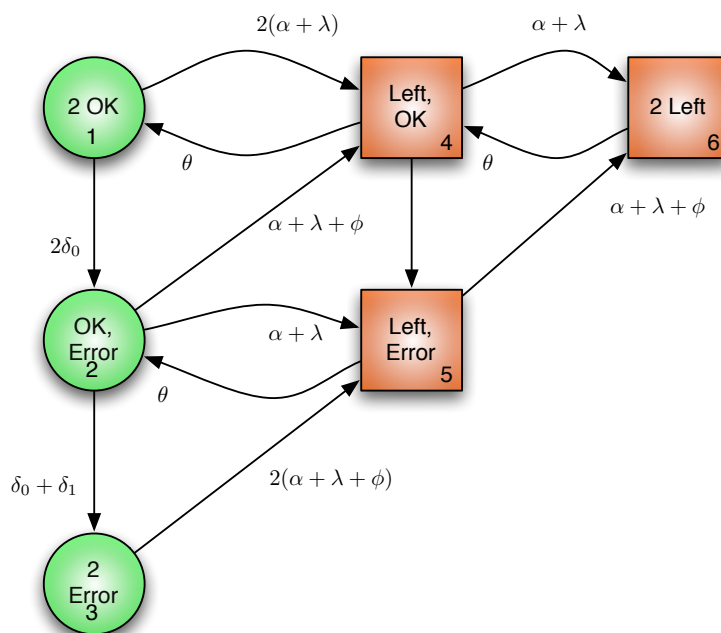 2(α + λ)
α + λ
2 OK
1
Left,
OK
4
2 Left
6
θ
θ
2δ₀
α + λ + φ
α + λ + φ
OK,
Error
2
α + λ
Left,
Error
5
θ
δ₀ + δ₁
2(α + λ + φ)
2
Error
3